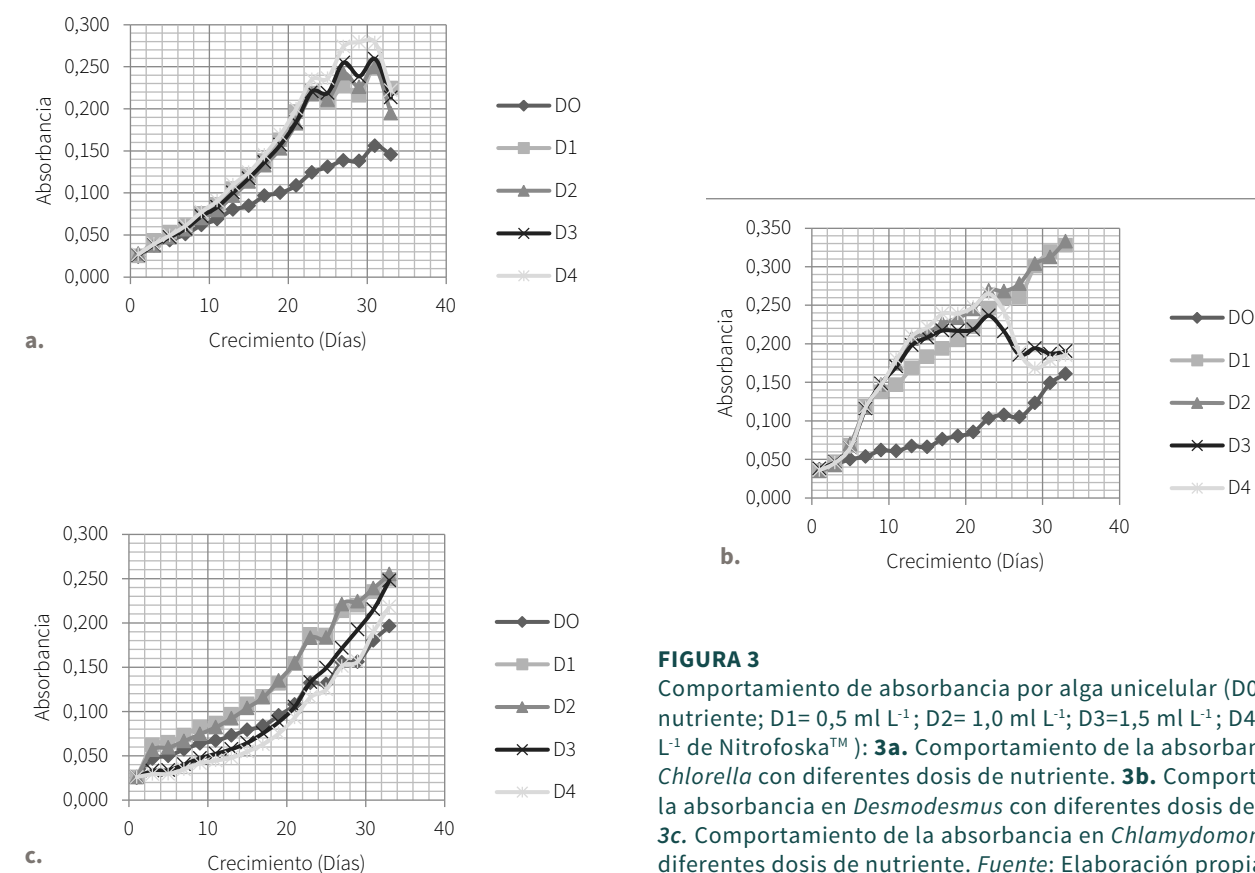 0,300
0,250
0,200
0,150
0,100
0,050
0,000
Absorbancia
0 10 20 30 40
Crecimiento (Días)
DO
D1
D2
D3
D4
a.
0,350
0,300
0,250
0,200
0,150
0,100
0,050
0,000
Absorbancia
0 10 20 30 40
Crecimiento (Días)
DO
D1
D2
D3
D4
b.
0,300
0,250
0,200
0,150
0,100
0,050
0,000
Absorbancia
0 10 20 30 40
Crecimiento (Días)
DO
D1
D2
D3
D4
c.
FIGURA 3
Comportamiento de absorbancia por alga unicelular (D0
nutriente; D1= 0,5 ml L-1 ; D2= 1,0 ml L-1; D3=1,5 ml L-1 ; D4
L-1 de Nitrofoska™ ): 3a. Comportamiento de la absorban
Chlorella con diferentes dosis de nutriente. 3b. Comport
la absorbancia en Desmodesmus con diferentes dosis de
3c. Comportamiento de la absorbancia en Chlamydomon
diferentes dosis de nutriente. Fuente: Elaboración propia